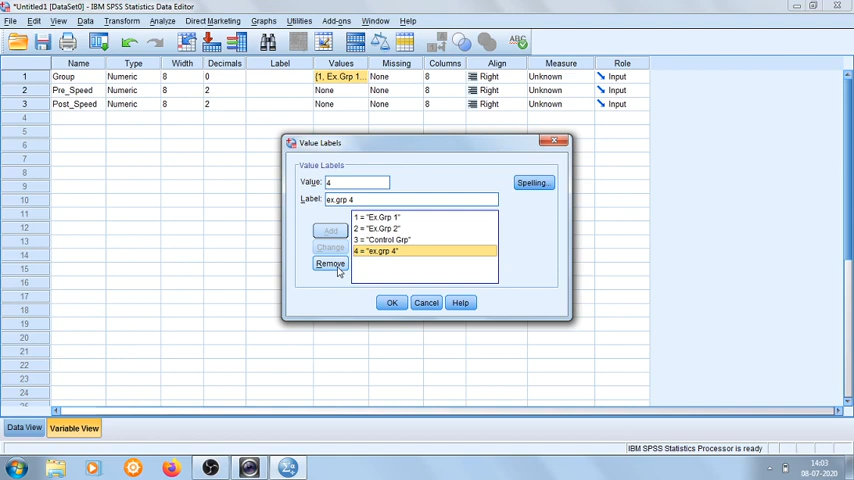 *Untitled1 [DataSet0] - IBM SPSS Statistics Data Editor
File Edit View Data Transform Analyze Direct Marketing Graphs Utilities Add-ons Window Help
Name Type Width Decimals Label Values Missing Columns Align Measure Role
1 Group Numeric 8 0 {1, Ex.Grp 1... None 8 Right Unknown Input
2 Pre_Speed Numeric 8 2 None None 8 Right Unknown Input
3 Post_Speed Numeric 8 2 None None 8 Right Unknown Input
4
5
6
7
8
9
10
11
12
13
14
15
16
17
18
19
20
21
22
23
24
Value Labels
Value Labels
Value: 4
Spelling...
Label: ex.grp 4
1 = "Ex.Grp 1"
2 = "Ex.Grp 2"
3 = "Control Grp"
4 = "ex.grp 4"
Add
Change
Remove
OK Cancel Help
Data View Variable View
IBM SPSS Statistics Processor is ready
14:03
08-07-2020